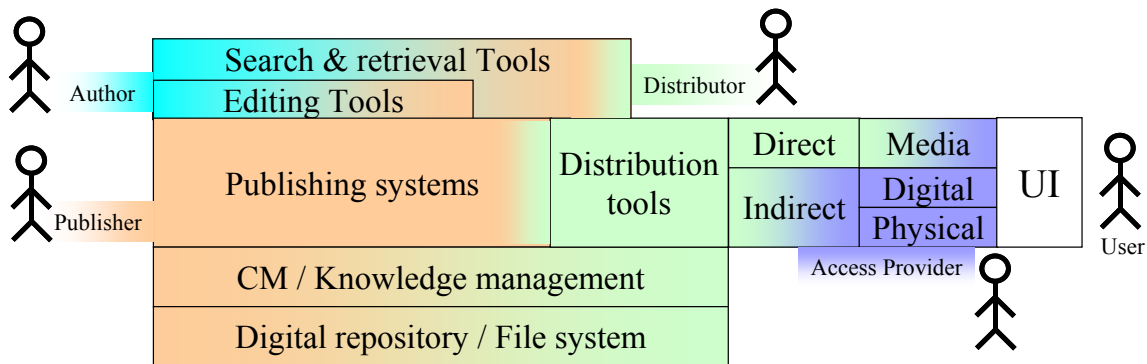 Search & retrieval Tools
Author
Editing Tools
Distributor
Publishing systems
Distribution
tools
Direct
Media
Indirect
Digital
Physical
UI
Publisher
User
CM / Knowledge management
Access Provider
Digital repository / File system